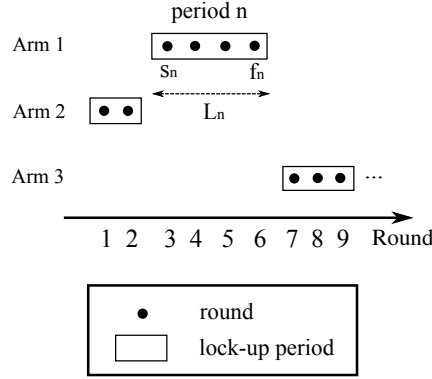 period n
Arm 1
sn fn
Arm 2
Ln
Arm 3
...
1 2 3 4 5 6 7 8 9 Round
round
lock-up period